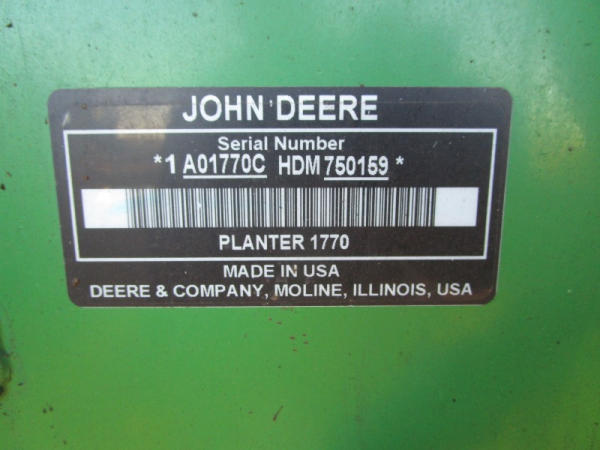 JOHN DEERE
Serial Number
*1 A01770C HDM 750159 *
PLANTER 1770
MADE IN USA
DEERE & COMPANY, MOLINE, ILLINOIS, USA